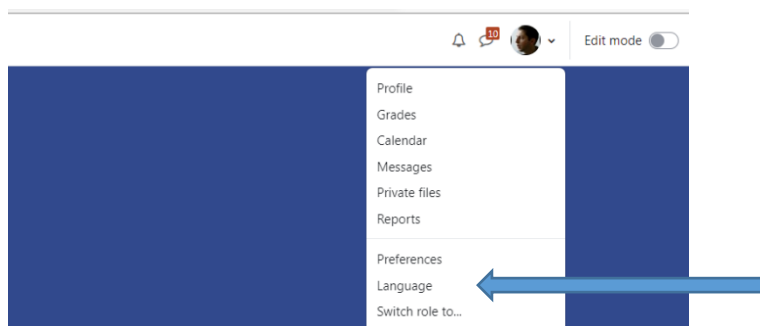 10
Edit mode
Profile
Grades
Calendar
Messages
Private files
Reports
Preferences
Language
Switch role to...